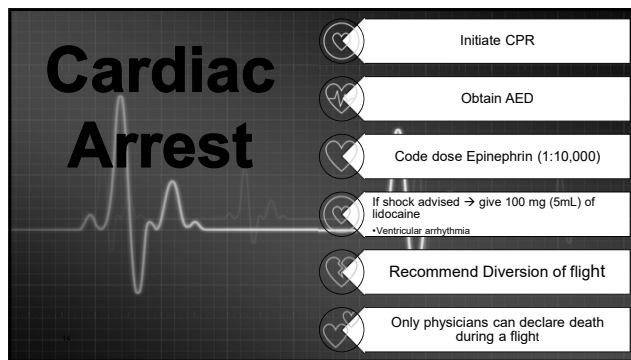 Cardiac
Arrest
Initiate CPR
Obtain AED
Code dose Epinephrin (1:10,000)
If shock advised → give 100 mg (5mL) of
lidocaine
•Ventricular arrhythmia
Recommend Diversion of flight
Only physicians can declare death
during a flight